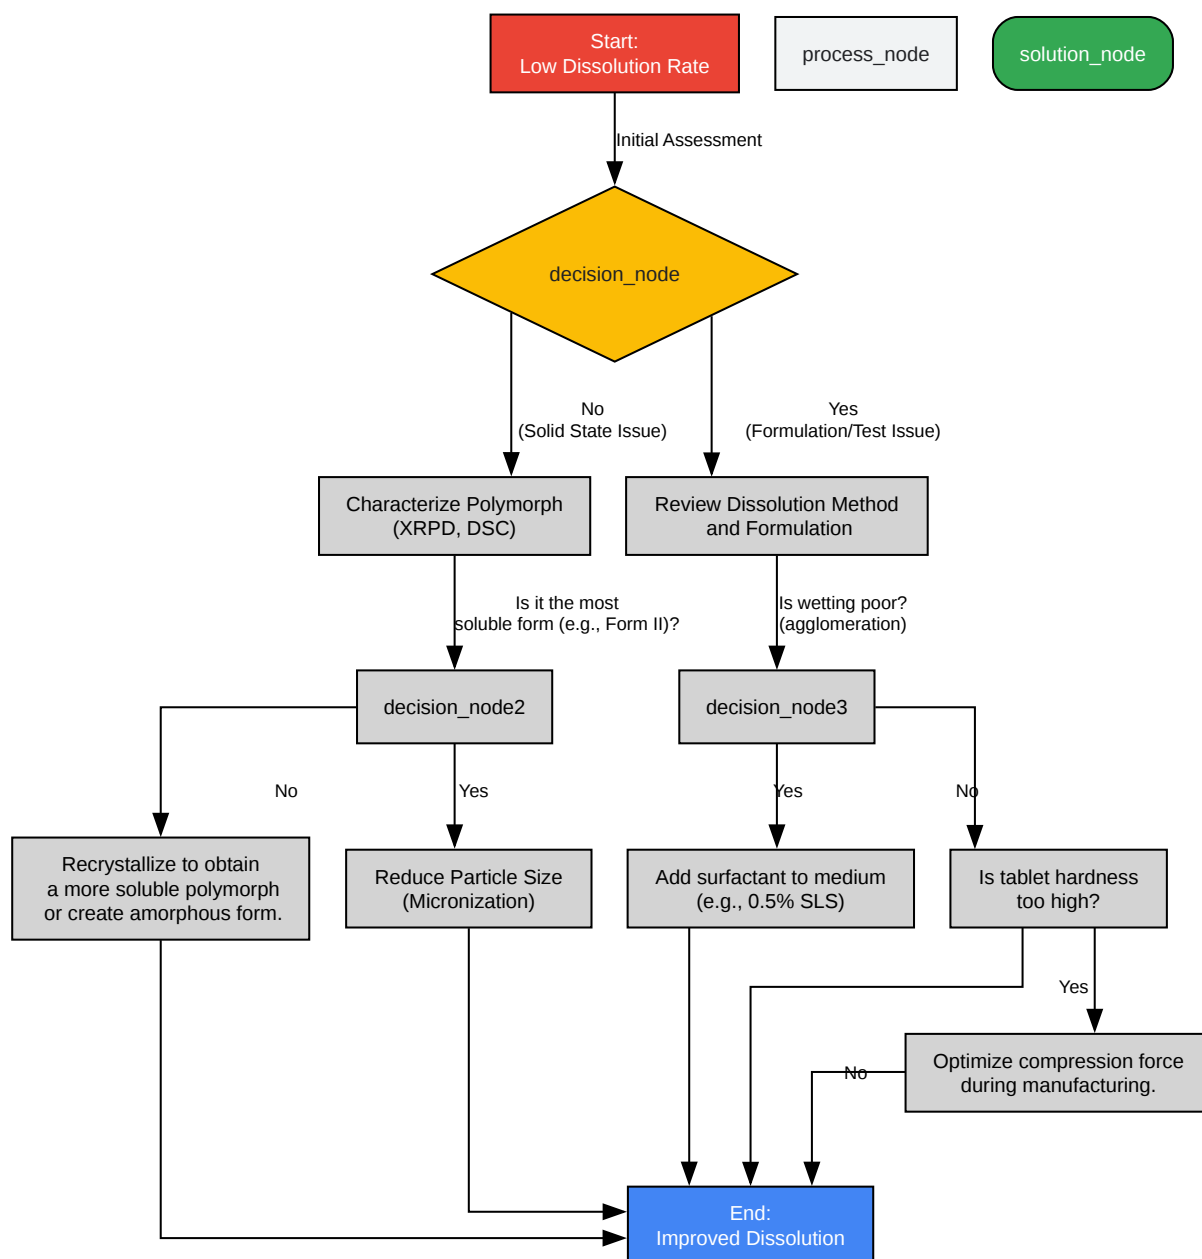 Start:
Low Dissolution Rate
process_node
solution_node
Initial Assessment
decision_node
No
(Solid State Issue)
Yes
(Formulation/Test Issue)
Characterize Polymorph
(XRPD, DSC)
Review Dissolution Method
and Formulation
Is it the most
soluble form (e.g., Form II)?
Is wetting poor?
(agglomeration)
decision_node2
decision_node3
No
Yes
Yes
No
Recrystallize to obtain
a more soluble polymorph
or create amorphous form.
Reduce Particle Size
(Micronization)
Add surfactant to medium
(e.g., 0.5% SLS)
Is tablet hardness
too high?
Yes
Optimize compression force
during manufacturing.
No
End:
Improved Dissolution